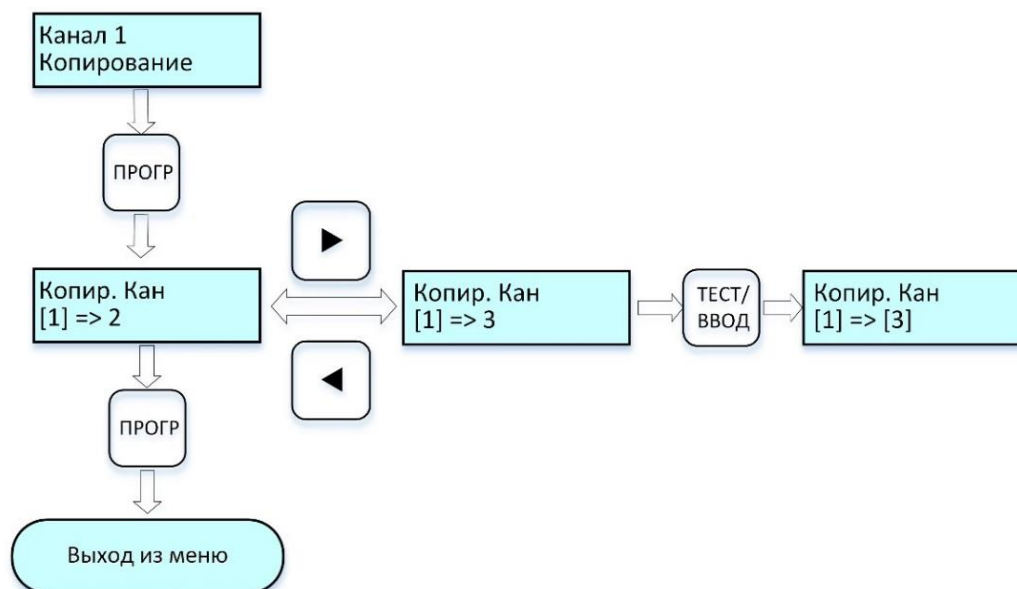 Канал 1
Копирование
ПРОГР
Копир. Кан
[1] => 2
Копир. Кан
[1] => 3
ТЕСТ/
ВВОД
Копир. Кан
[1] => [3]
ПРОГР
Выход из меню